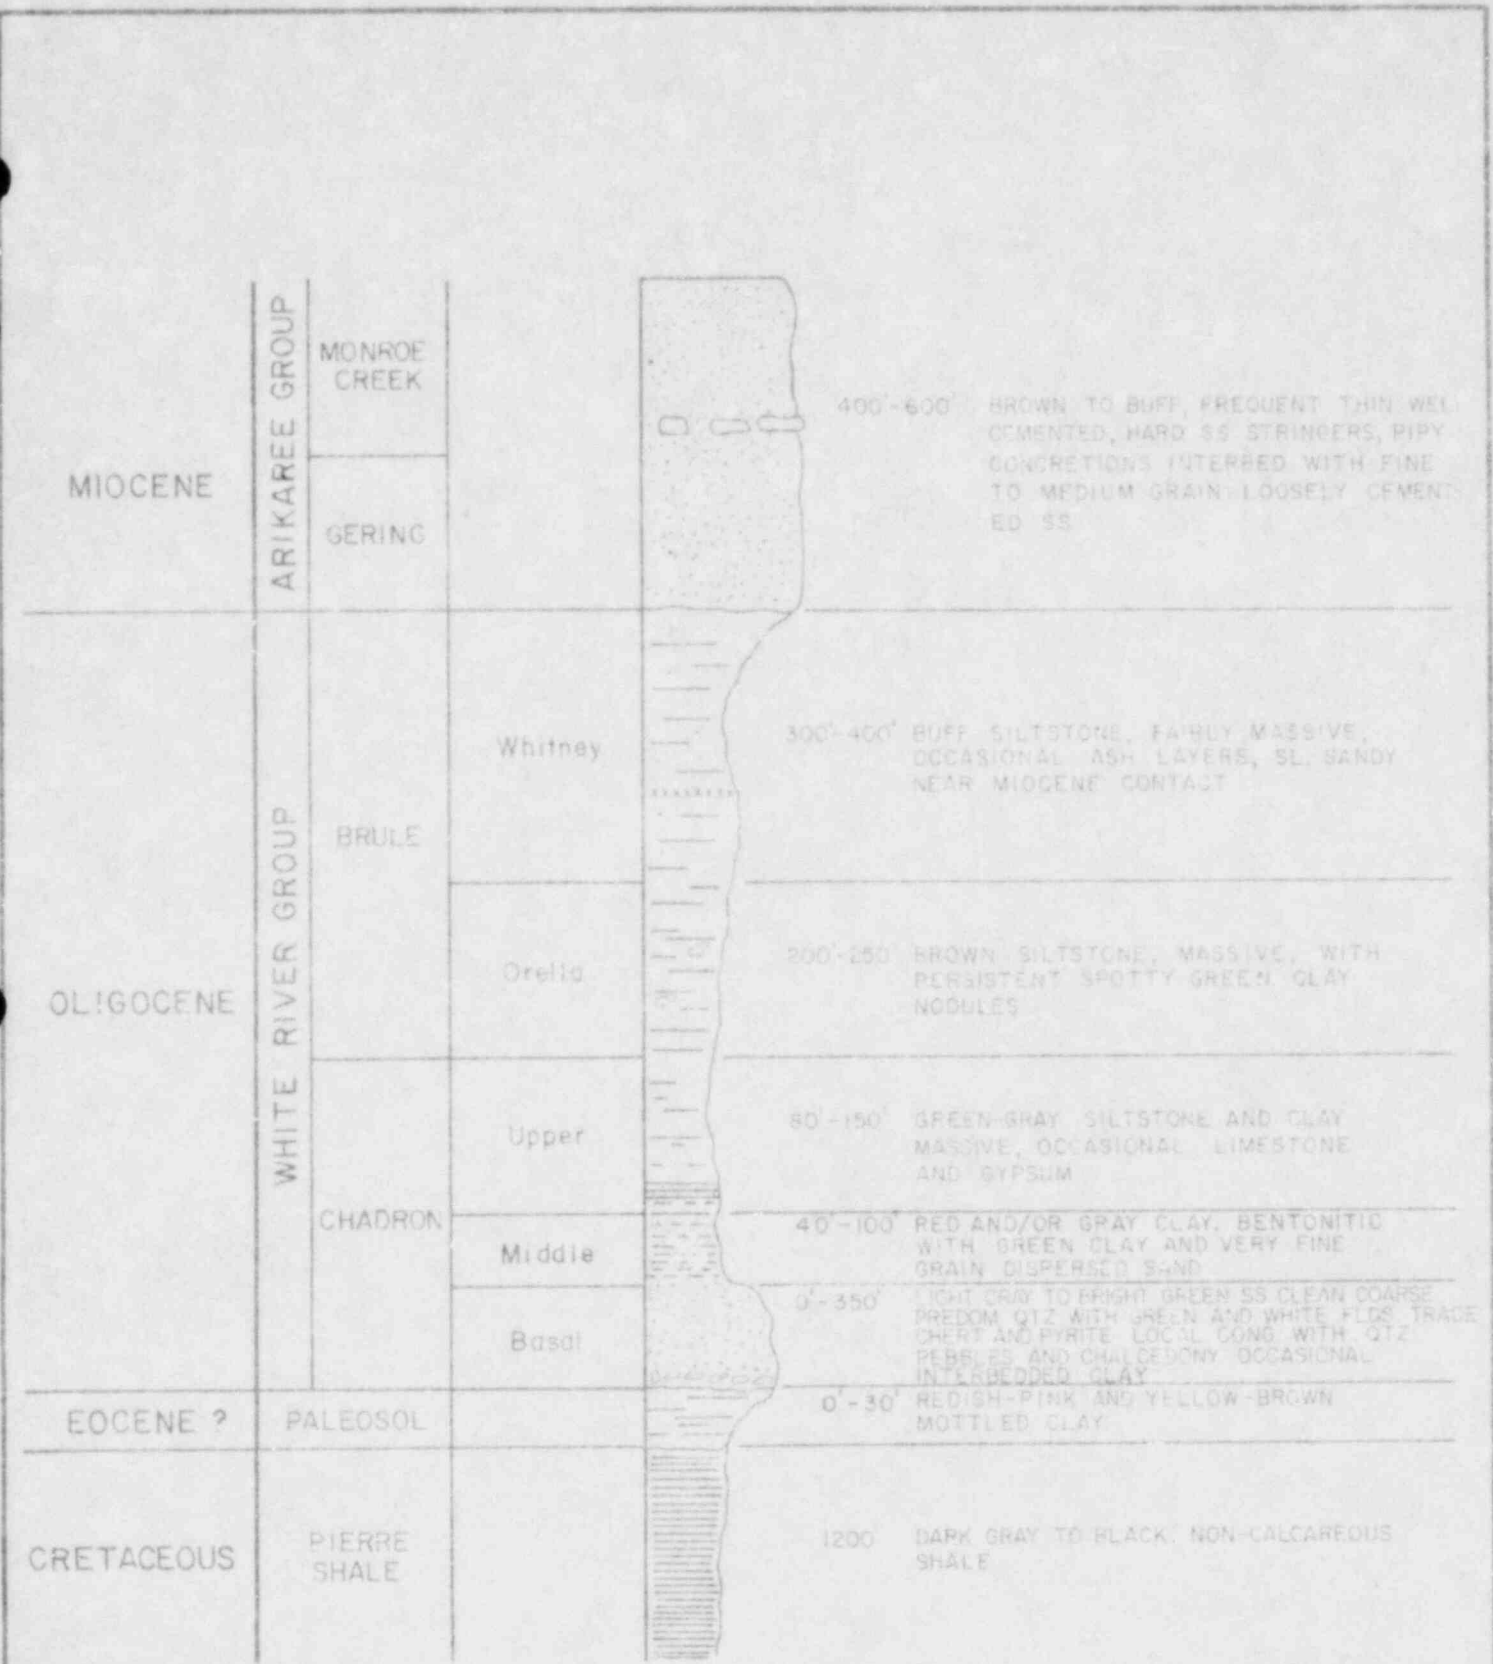 MIOCENE
ARIKAREE GROUP
MONROE
CREEK
GERING
400'-600' BROWN TO BUFF, FREQUENT THIN WELL
CEMENTED, HARD SS STRINGERS, PIPY
CONCRETIONS INTERBED WITH FINE
TO MEDIUM GRAIN LOOSELY CEMENT-
ED SS
OLIGOCENE
WHITE RIVER GROUP
BRULE
Whitney
300'-400' BUFF SILTSTONE, FAIRLY MASSIVE,
OCCASIONAL ASH LAYERS, SL. SANDY
NEAR MIOCENE CONTACT
Orella
200'-250' BROWN SILTSTONE, MASSIVE, WITH
PERSISTENT SPOTTY GREEN CLAY
NODULES
CHADRON
Upper
80'-150' GREEN-GRAY SILTSTONE AND CLAY
MASSIVE, OCCASIONAL LIMESTONE
AND GYPSUM
Middle
40'-100' RED AND/OR GRAY CLAY, BENTONITIC
WITH GREEN CLAY AND VERY FINE
GRAIN DISPERSED SAND
Basal
0'-350' LIGHT GRAY TO BRIGHT GREEN SS CLEAN COARSE
PREDOM QTZ WITH GREEN AND WHITE FLDS TRACE
CHERT AND PYRITE LOCAL CONG WITH QTZ
PEBBLES AND CHALCEDONY OCCASIONAL
INTERBEDDED CLAY
EOCENE ?
PALEOSOL
0'-30' REDISH-PINK AND YELLOW-BROWN
MOTTLED CLAY
CRETACEOUS
PIERRE
SHALE
1200' DARK GRAY TO BLACK, NON-CALCAREOUS
SHALE